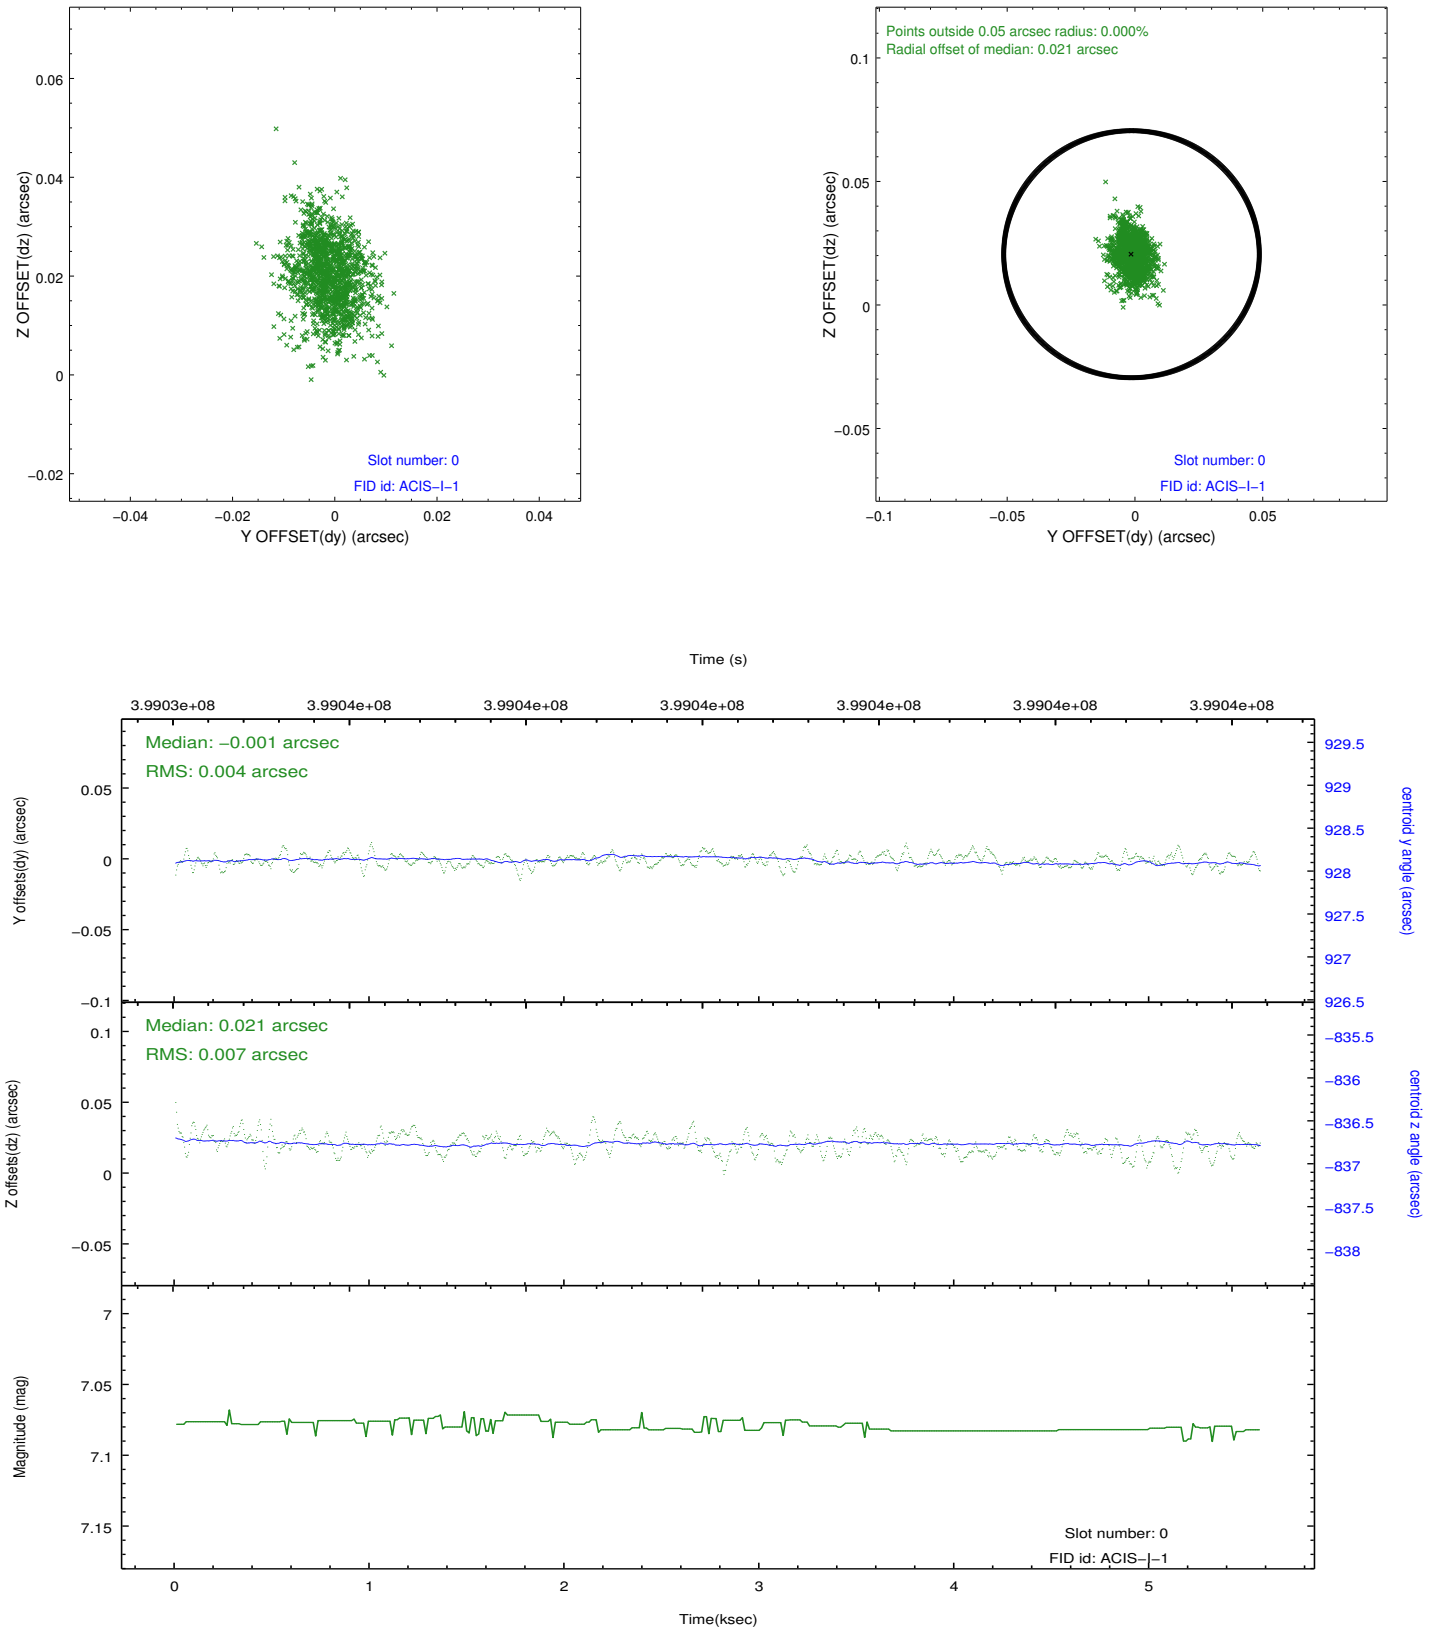 0.06
0.04
0.02
0
−0.02
Z OFFSET(dz) (arcsec)
Slot number: 0
FID id: ACIS−I−1
−0.04 −0.02 0 0.02 0.04
Y OFFSET(dy) (arcsec)
Points outside 0.05 arcsec radius: 0.000%
Radial offset of median: 0.021 arcsec
0.1
0.05
0
−0.05
Z OFFSET(dz) (arcsec)
Slot number: 0
FID id: ACIS−I−1
−0.1 −0.05 0 0.05
Y OFFSET(dy) (arcsec)
Time (s)
3.9903e+08 3.9904e+08 3.9904e+08 3.9904e+08 3.9904e+08 3.9904e+08 3.9904e+08
Median: −0.001 arcsec
RMS: 0.004 arcsec
0.05
0
−0.05
−0.1
Y offsets(dy) (arcsec)
929.5
929
928.5
928
927.5
927
926.5
centroid y angle (arcsec)
Median: 0.021 arcsec
RMS: 0.007 arcsec
0.1
0.05
0
−0.05
Z offsets(dz) (arcsec)
−835.5
−836
−836.5
−837
−837.5
−838
centroid z angle (arcsec)
7
7.05
7.1
7.15
Magnitude (mag)
Slot number: 0
FID id: ACIS−I−1
0 1 2 3 4 5
Time(ksec)